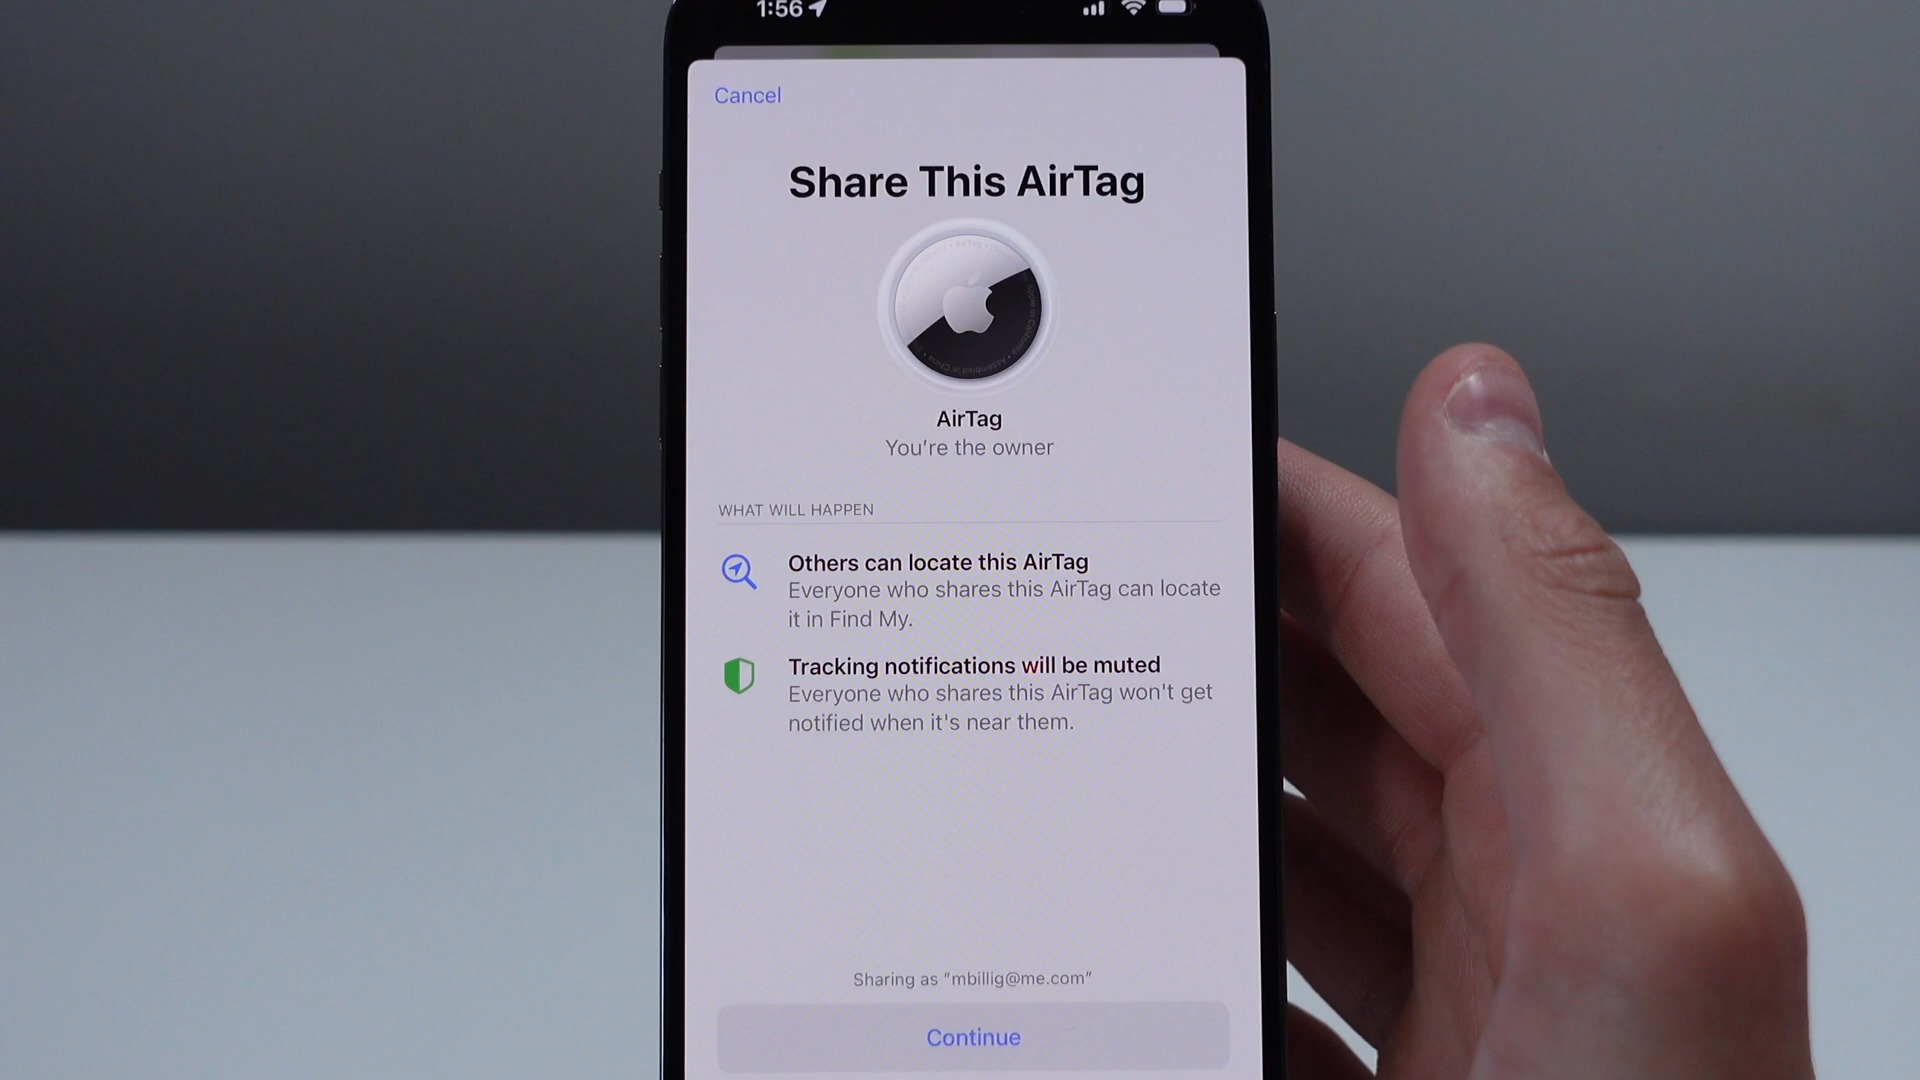 1:56
Cancel
Share This AirTag
AirTag
You're the owner
WHAT WILL HAPPEN
Others can locate this AirTag
Everyone who shares this AirTag can locate
it in Find My.
Tracking notifications will be muted
Everyone who shares this AirTag won't get
notified when it's near them.
Sharing as "mbillig@me.com"
Continue